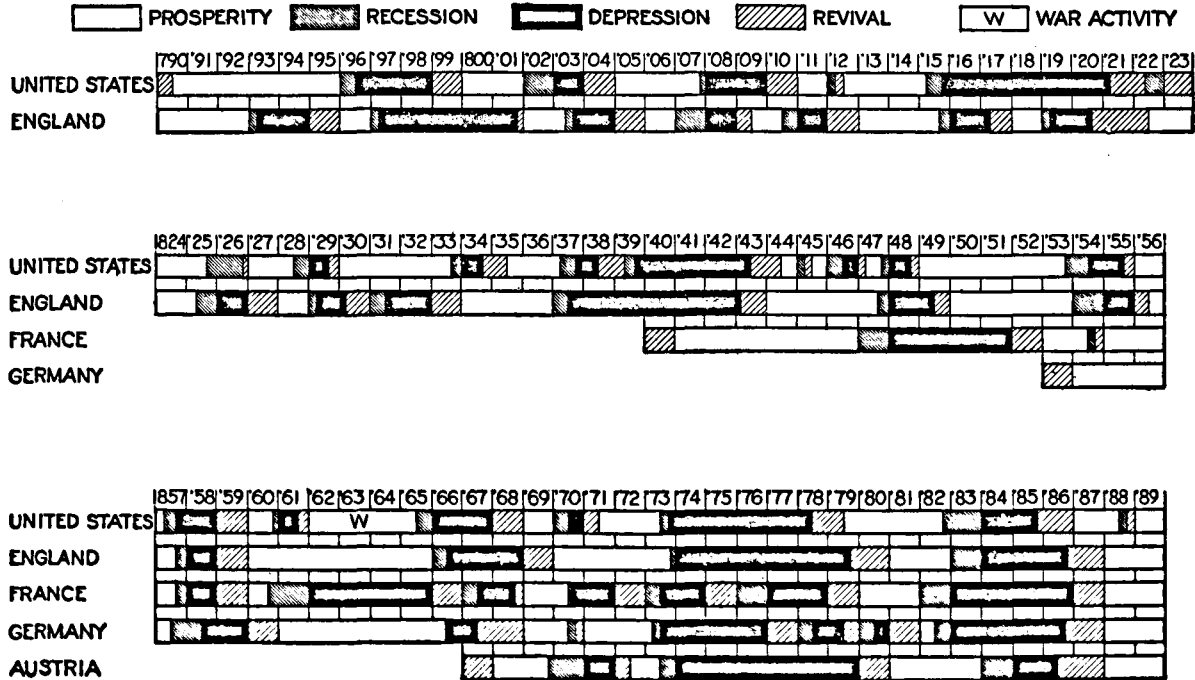 PROSPERITY RECESSION DEPRESSION REVIVAL W WAR ACTIVITY
1790 '91 '92 '93 '94 '95 '96 '97 '98 '99 1800 '01 '02 '03 '04 '05 '06 '07 '08 '09 '10 '11 '12 '13 '14 '15 '16 '17 '18 '19 '20 '21 '22 '23
UNITED STATES
ENGLAND
1824 '25 '26 '27 '28 '29 '30 '31 '32 '33 '34 '35 '36 '37 '38 '39 '40 '41 '42 '43 '44 '45 '46 '47 '48 '49 '50 '51 '52 '53 '54 '55 '56
UNITED STATES
ENGLAND
FRANCE
GERMANY
1857 '58 '59 '60 '61 '62 '63 '64 '65 '66 '67 '68 '69 '70 '71 '72 '73 '74 '75 '76 '77 '78 '79 '80 '81 '82 '83 '84 '85 '86 '87 '88 '89
UNITED STATES W
ENGLAND
FRANCE
GERMANY
AUSTRIA